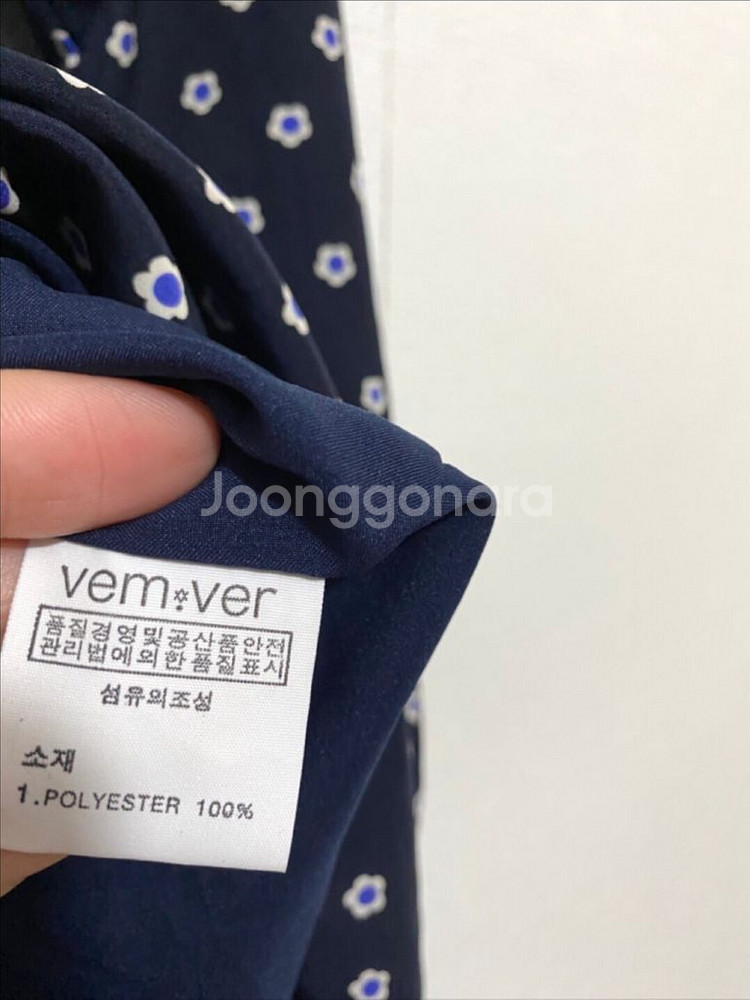 Joonggonara
vem✲ver
품질경영및공산품안전
관리법에의한품질표시
섬유의조성
소재
1.POLYESTER 100%